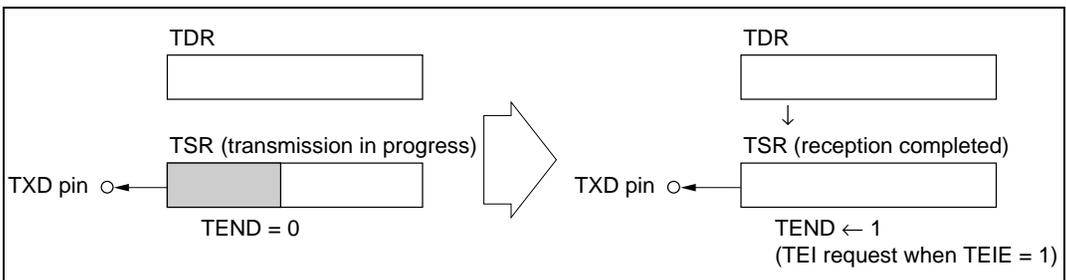 TDR
TSR (transmission in progress)
TXD pin
TEND = 0
TDR
↓
TSR (reception completed)
TXD pin
TEND ← 1
(TEI request when TEIE = 1)